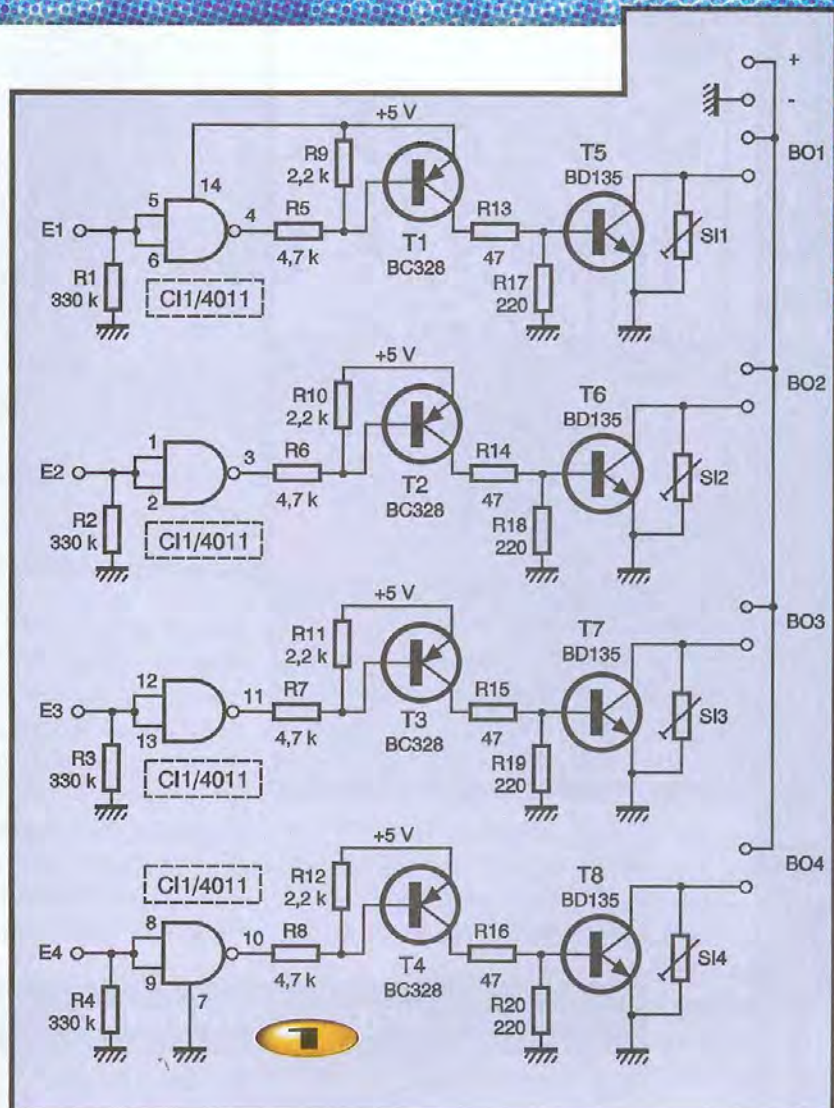 +
-
BO1
+5 V
R9
2,2 k
T1
BC328
T5
BD135
14
5
6
4
E1
R1
330 k
CI1/4011
R5
4,7 k
R13
47
R17
220
SI1
BO2
+5 V
R10
2,2 k
T2
BC328
T6
BD135
1
2
3
E2
R2
330 k
CI1/4011
R6
4,7 k
R14
47
R18
220
SI2
BO3
+5 V
R11
2,2 k
T3
BC328
T7
BD135
12
13
11
E3
R3
330 k
CI1/4011
R7
4,7 k
R15
47
R19
220
SI3
BO4
+5 V
CI1/4011
R12
2,2 k
T4
BC328
T8
BD135
8
9
10
7
E4
R4
330 k
R8
4,7 k
R16
47
R20
220
SI4
1